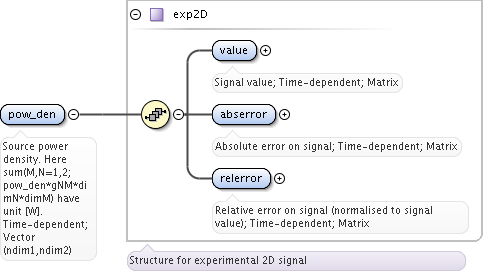 exp2D
value
Signal value; Time-dependent; Matrix
pow_den
abserror
Absolute error on signal; Time-dependent; Matrix
Source power
density. Here
sum(M,N=1,2;
pow_den*gNM*di
mN*dimM) have
unit [W].
Time-dependent;
Vector
(ndim1,ndim2)
relerror
Relative error on signal (normalised to signal
value); Time-dependent; Matrix
Structure for experimental 2D signal